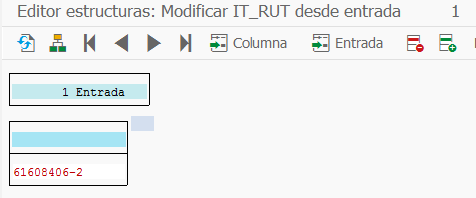 Editor estructuras: Modificar IT_RUT desde entrada 1
Columna Entrada
1 Entrada
61608406-2